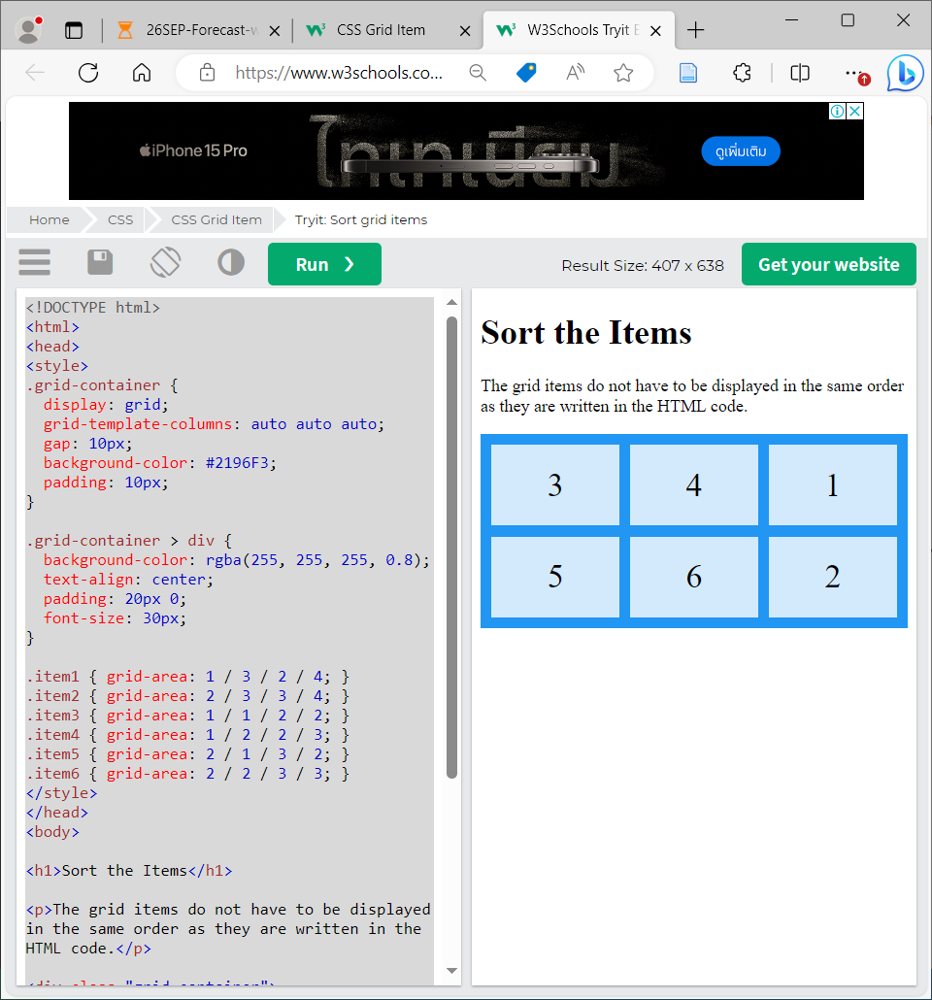 26SEP-Forecast-w
CSS Grid Item
W3Schools Tryit E
https://www.w3schools.co...
iPhone 15 Pro
ไทเทเนียม
ดูเพิ่มเติม
Home
CSS
CSS Grid Item
Tryit: Sort grid items
Run ❯
Result Size: 407 x 638
Get your website
<!DOCTYPE html>
<html>
<head>
<style>
.grid-container {
  display: grid;
  grid-template-columns: auto auto auto;
  gap: 10px;
  background-color: #2196F3;
  padding: 10px;
}
.grid-container > div {
  background-color: rgba(255, 255, 255, 0.8);
  text-align: center;
  padding: 20px 0;
  font-size: 30px;
}
.item1 { grid-area: 1 / 3 / 2 / 4; }
.item2 { grid-area: 2 / 3 / 3 / 4; }
.item3 { grid-area: 1 / 1 / 2 / 2; }
.item4 { grid-area: 1 / 2 / 2 / 3; }
.item5 { grid-area: 2 / 1 / 3 / 2; }
.item6 { grid-area: 2 / 2 / 3 / 3; }
</style>
</head>
<body>
<h1>Sort the Items</h1>
<p>The grid items do not have to be displayed
in the same order as they are written in the
HTML code.</p>
<div class="grid-container">
Sort the Items
The grid items do not have to be displayed in the same order
as they are written in the HTML code.
3 4 1
5 6 2